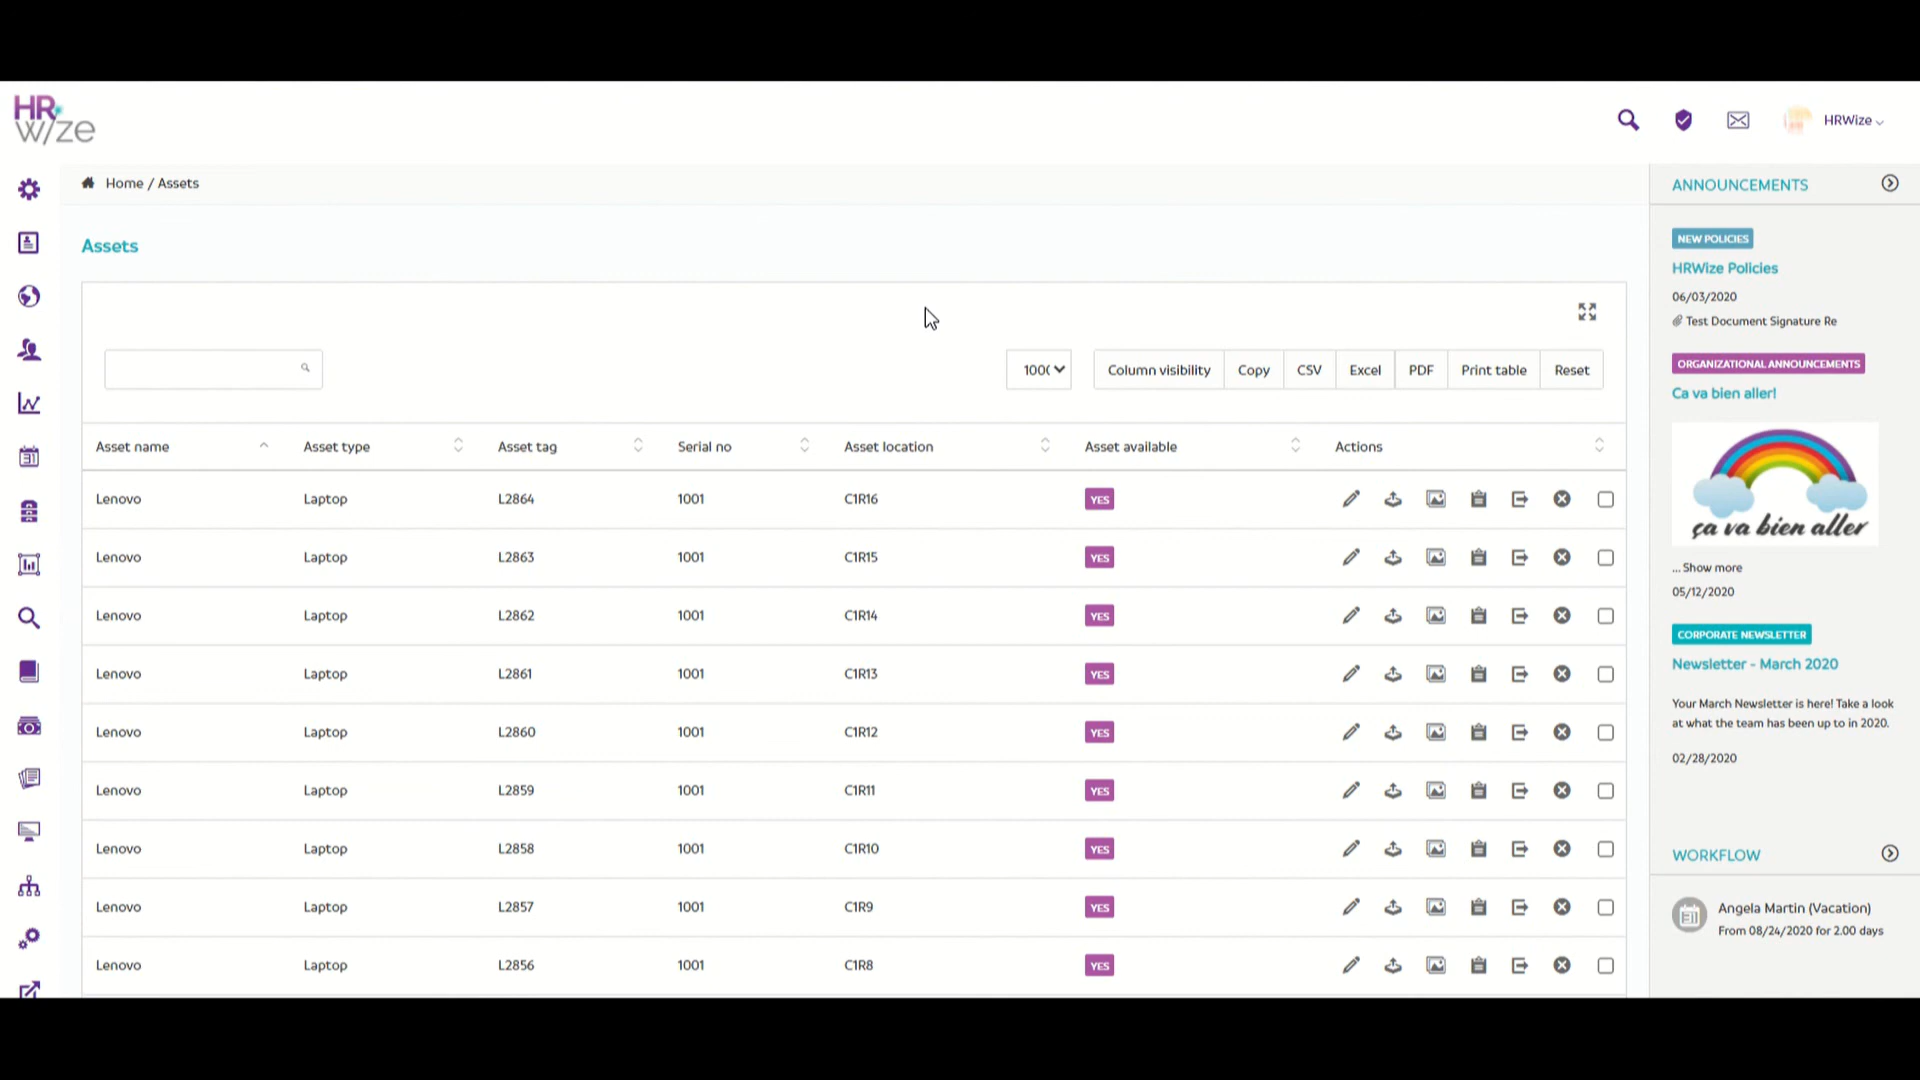 HR
w/ze
HRWize
Home / Assets
Assets
Column visibility
Copy
CSV
Excel
PDF
Print table
Reset
Asset name
Asset type
Asset tag
Serial no
Asset location
Asset available
Actions
Lenovo Laptop L2864 1001 C1R16 YES
Lenovo Laptop L2863 1001 C1R15 YES
Lenovo Laptop L2862 1001 C1R14 YES
Lenovo Laptop L2861 1001 C1R13 YES
Lenovo Laptop L2860 1001 C1R12 YES
Lenovo Laptop L2859 1001 C1R11 YES
Lenovo Laptop L2858 1001 C1R10 YES
Lenovo Laptop L2857 1001 C1R9 YES
Lenovo Laptop L2856 1001 C1R8 YES
ANNOUNCEMENTS
NEW POLICIES
HRWize Policies
06/03/2020
Test Document Signature Re
ORGANIZATIONAL ANNOUNCEMENTS
Ca va bien aller!
ça va bien aller
... Show more
05/12/2020
CORPORATE NEWSLETTER
Newsletter - March 2020
Your March Newsletter is here! Take a look
at what the team has been up to in 2020.
02/28/2020
WORKFLOW
31
Angela Martin (Vacation)
From 08/24/2020 for 2.00 days